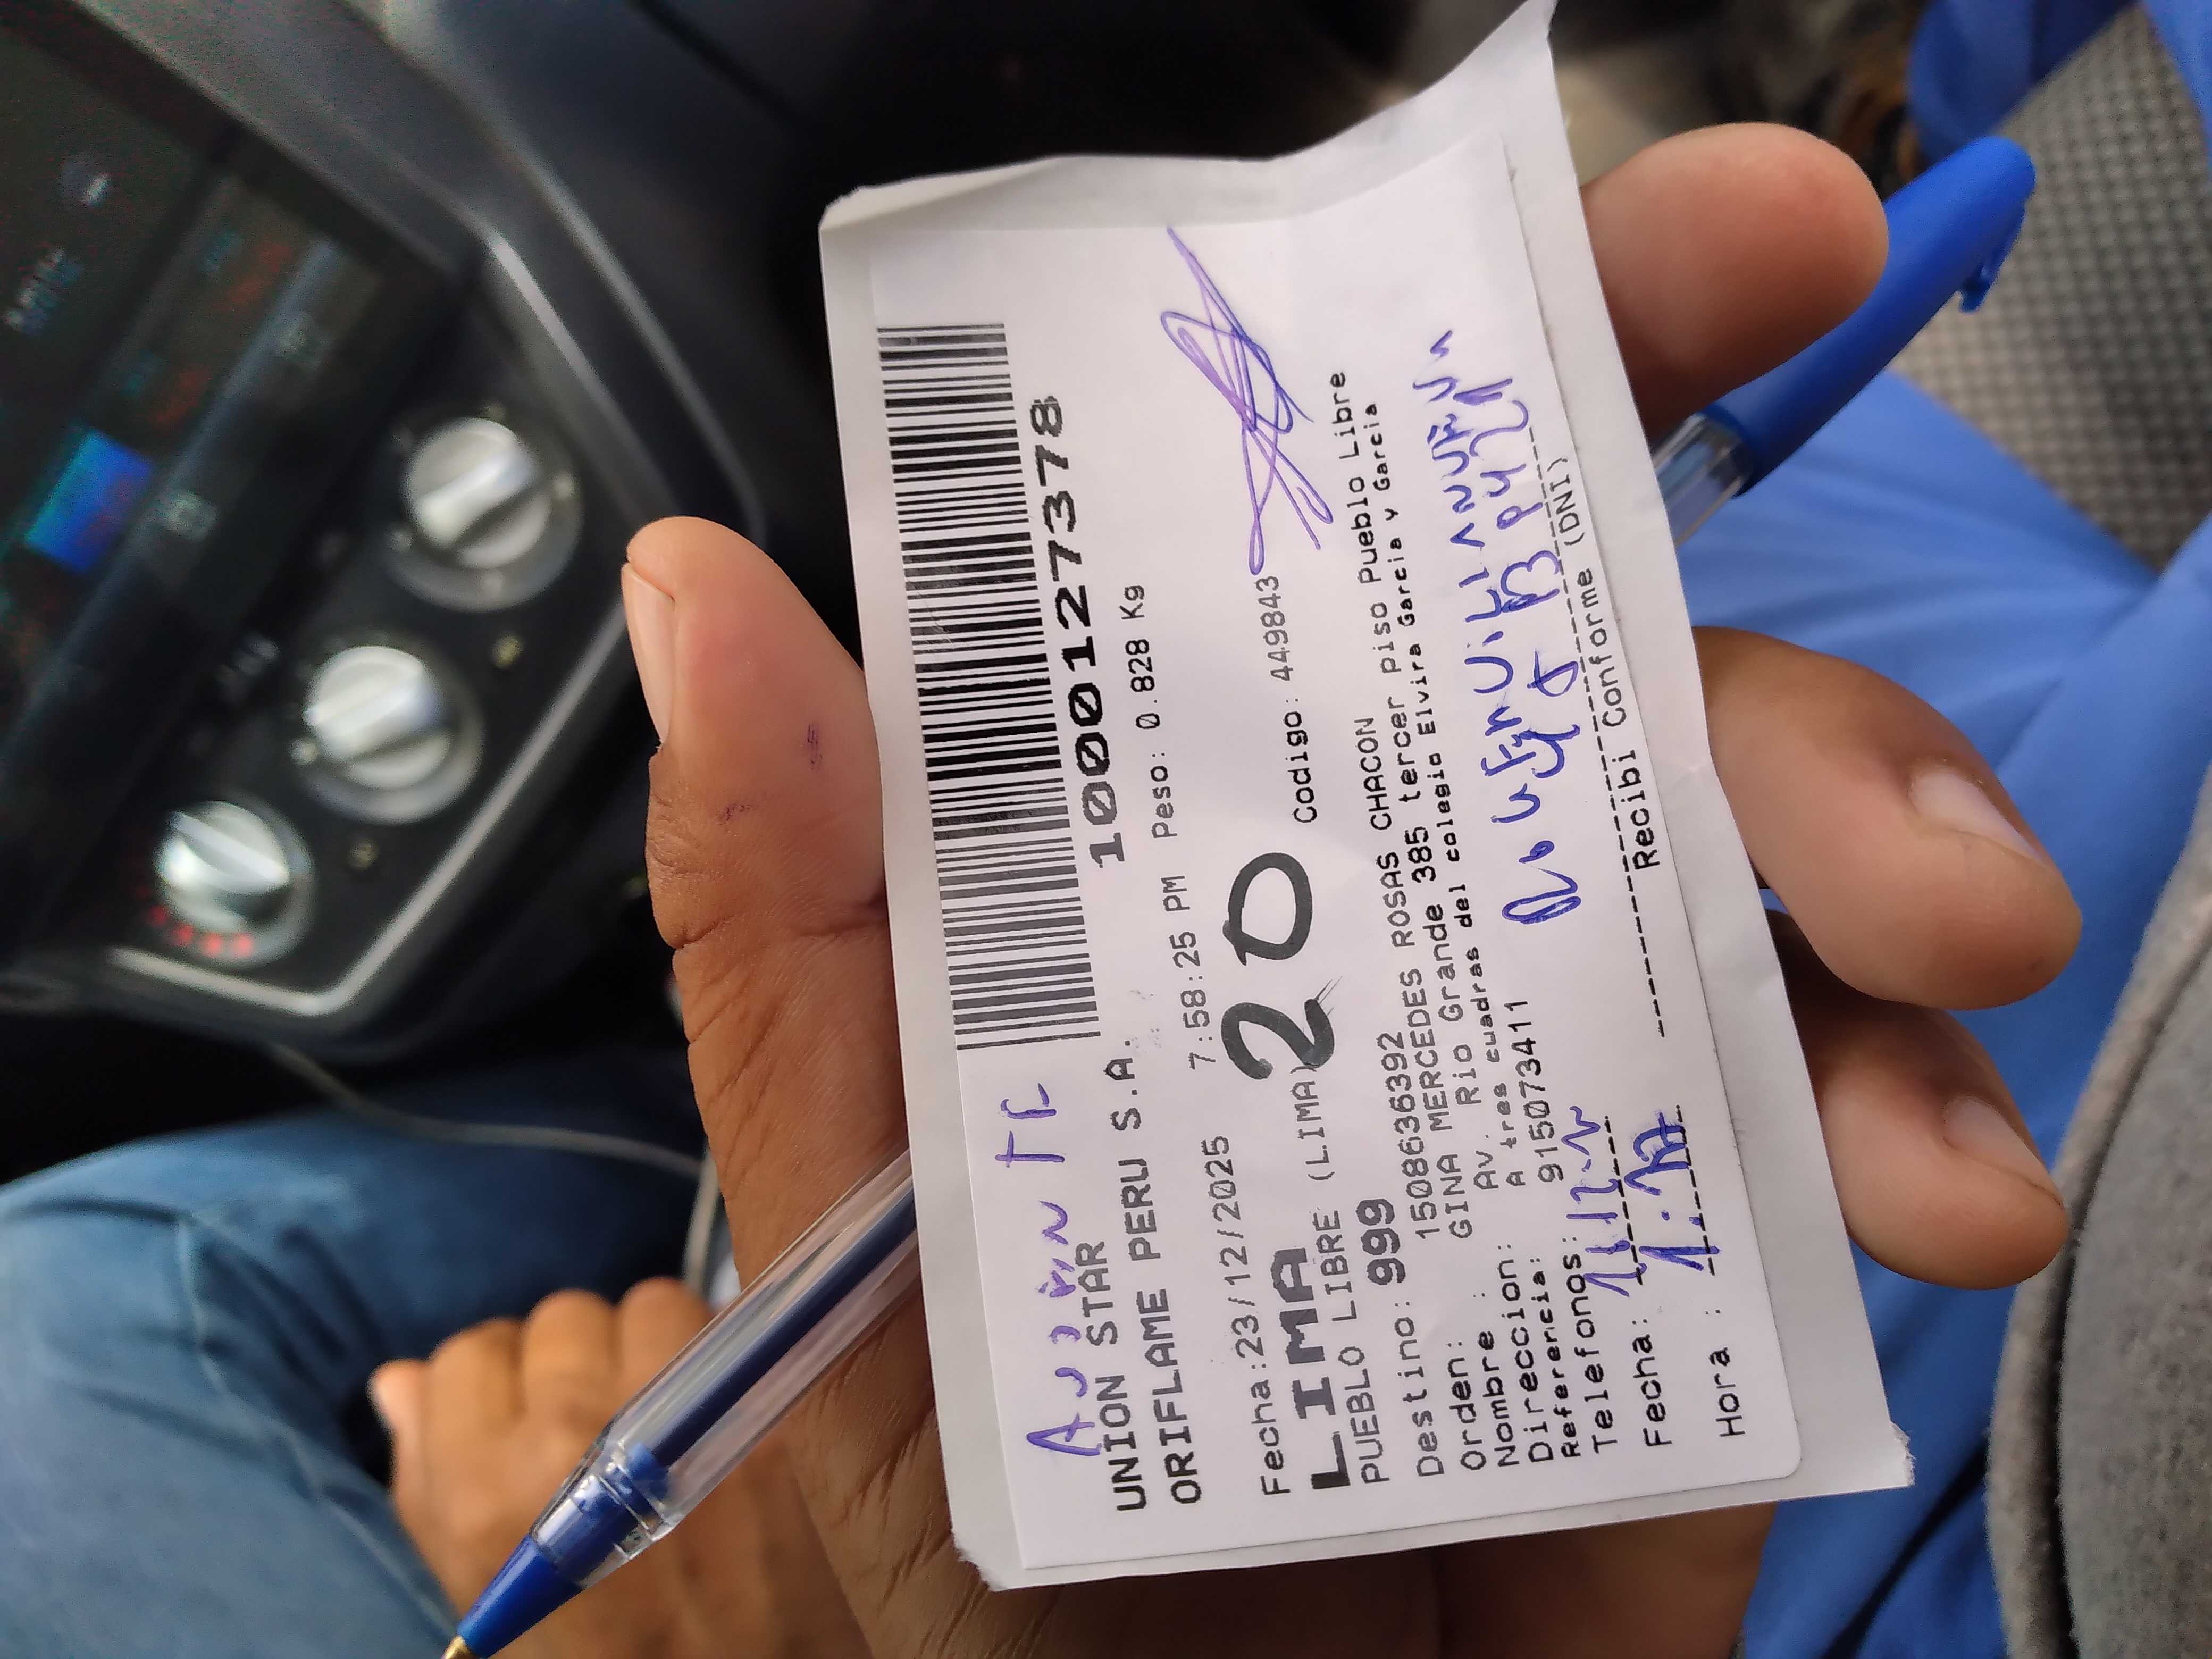 UNION STAR
ORIFLAME PERU S.A.
1000127378
Fecha:23/12/2025 7:58:25 PM Peso: 0.828 Kg
LIMA
20
PUEBLO LIBRE (LIMA)
Codigo: 449843
Destino: 999
Orden: 1508636392
Nombre : GINA MERCEDES ROSAS CHACON
Direccion: Av. Rio Grande 385 tercer piso Pueblo Libre
Referencia: A tres cuadras del colegio Elvira Garcia y Garcia
Telefonos: 915073411
Fecha:
Hora :
Recibi Conforme (DNI)